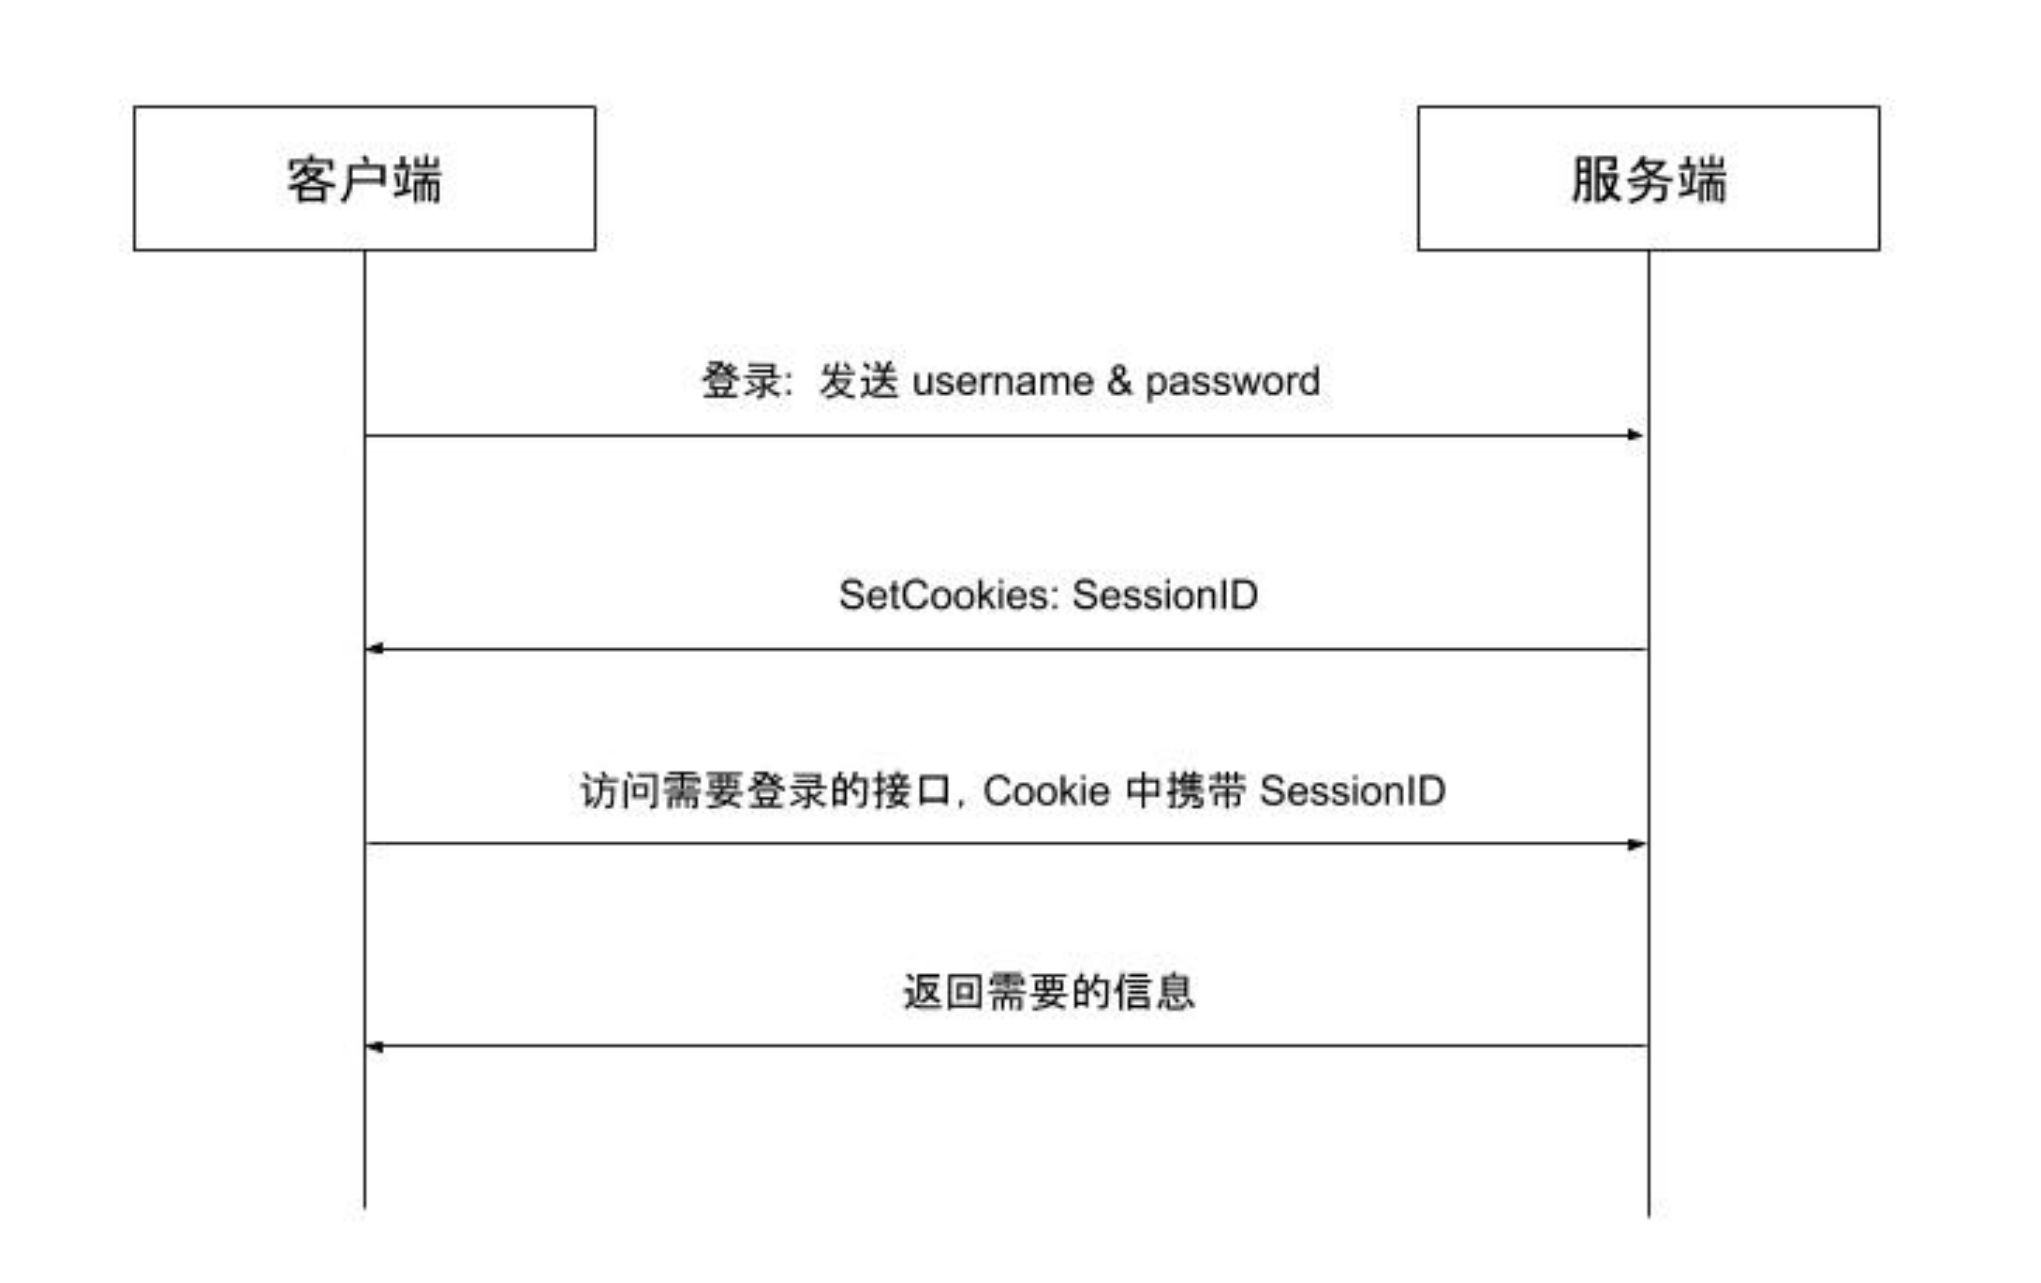 客户端
服务端
登录: 发送 username & password
SetCookies: SessionID
访问需要登录的接口, Cookie 中携带 SessionID
返回需要的信息